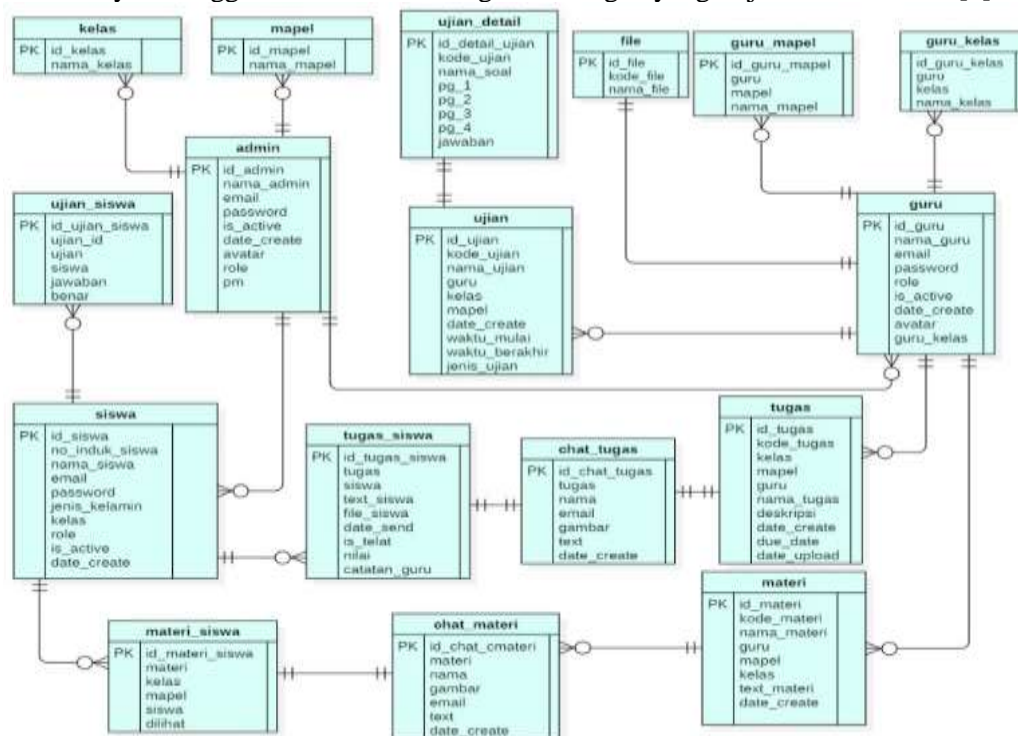 kelas
PK id_kelas
nama_kelas
mapel
PK id_mapel
nama_mapel
ujian_detail
PK id_detail_ujian
kode_ujian
nama_soal
pg_1
pg_2
pg_3
pg_4
jawaban
file
PK id_file
kode_file
nama_file
guru_mapel
PK id_guru_mapel
guru
mapel
nama_mapel
guru_kelas
id_guru_kelas
guru
kelas
nama_kelas
admin
PK id_admin
nama_admin
email
password
is_active
date_create
avatar
role
pm
ujian_siswa
PK id_ujian_siswa
ujian_id
ujian
siswa
jawaban
benar
ujian
PK id_ujian
kode_ujian
nama_ujian
guru
kelas
mapel
date_create
waktu_mulai
waktu_berakhir
jenis_ujian
guru
PK id_guru
nama_guru
email
password
role
is_active
date_create
avatar
guru_kelas
siswa
PK id_siswa
no_induk_siswa
nama_siswa
email
password
jenis_kelamin
kelas
role
is_active
date_create
tugas_siswa
PK id_tugas_siswa
tugas
siswa
text_siswa
file_siswa
date_send
is_telat
nilai
catatan_guru
chat_tugas
PK id_chat_tugas
tugas
nama
email
gambar
text
date_create
tugas
PK id_tugas
kode_tugas
kelas
mapel
guru
nama_tugas
deskripsi
date_create
due_date
date_upload
materi_siswa
PK id_materi_siswa
materi
kelas
mapel
siswa
dilihat
ohat_materi
PK id_chat_cmateri
materi
nama
gambar
email
text
date_create
materi
PK id_materi
kode_materi
nama_materi
guru
mapel
kelas
text_materi
date_create